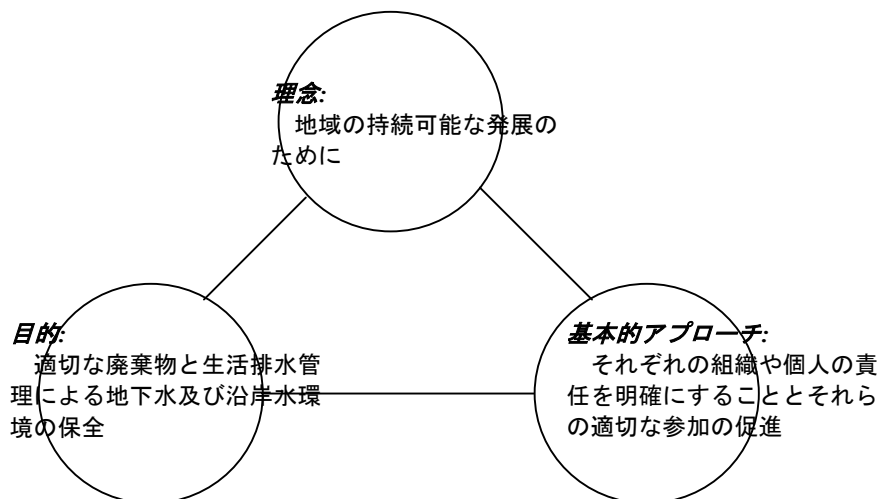 理念:
地域の持続可能な発展の
ために
目的:
適切な廃棄物と生活排水管
理による地下水及び沿岸水環
境の保全
基本的アプローチ:
それぞれの組織や個人の責
任を明確にすることとそれら
の適切な参加の促進